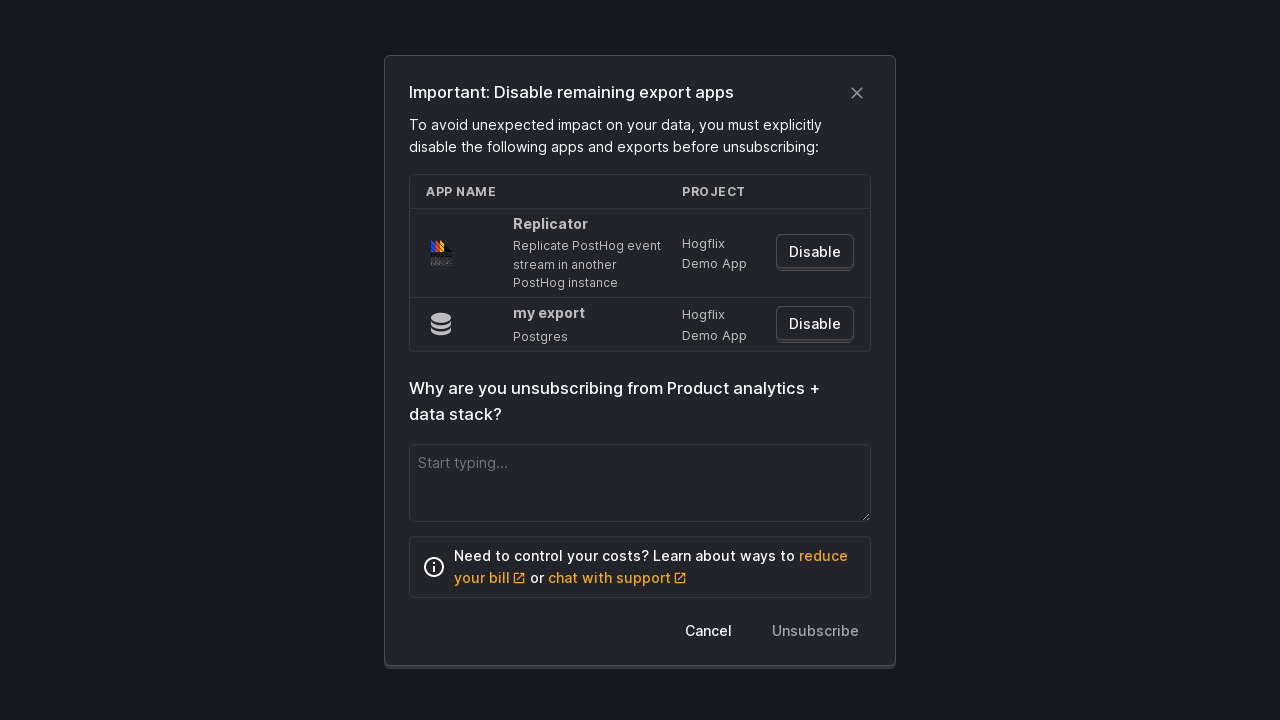 Important: Disable remaining export apps
To avoid unexpected impact on your data, you must explicitly
disable the following apps and exports before unsubscribing:
APP NAME PROJECT
Replicator
Replicate PostHog event
stream in another
PostHog instance
Hogflix
Demo App
Disable
my export
Postgres
Hogflix
Demo App
Disable
Why are you unsubscribing from Product analytics +
data stack?
Start typing...
Need to control your costs? Learn about ways to reduce
your bill or chat with support
Cancel Unsubscribe